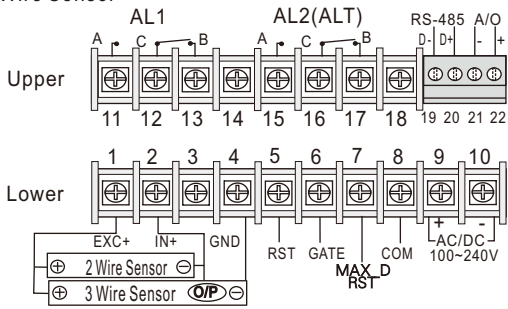 Wire Sensor
AL1 AL2(ALT) RS-485 A/O
A C B A C B D- D+ - +
Upper
11 12 13 14 15 16 17 18 19 20 21 22
1 2 3 4 5 6 7 8 9 10
Lower
+ -
EXC+ IN+ GND RST GATE MAX_D RST COM AC/DC 100~240V
2 Wire Sensor
3 Wire Sensor O/P